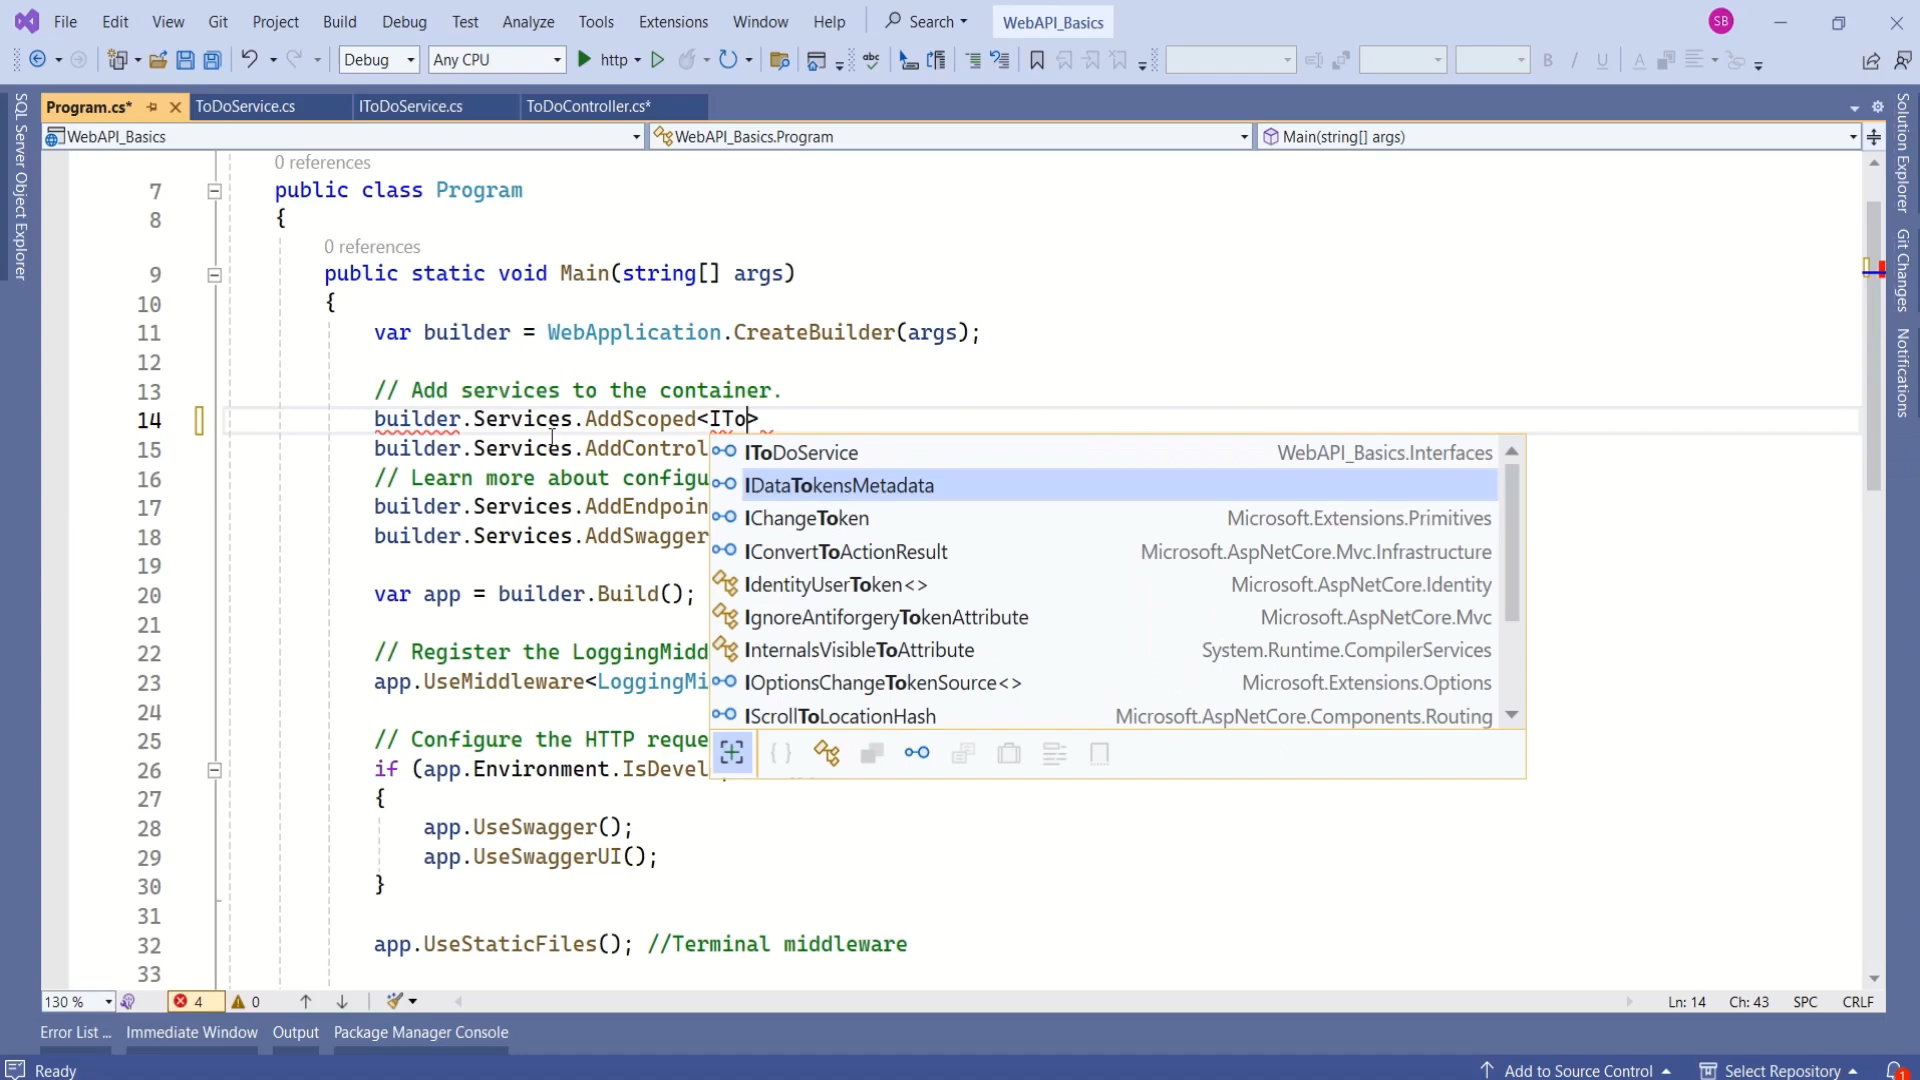 File Edit View Git Project Build Debug Test Analyze Tools Extensions Window Help Search WebAPI_Basics SB
Debug Any CPU http
Program.cs* ToDoService.cs IToDoService.cs ToDoController.cs*
WebAPI_Basics WebAPI_Basics.Program Main(string[] args)
SQL Server Object Explorer
Solution Explorer
Git Changes
Notifications
0 references
7 public class Program
8 {
0 references
9 public static void Main(string[] args)
10 {
11 var builder = WebApplication.CreateBuilder(args);
12
13 // Add services to the container.
14 builder.Services.AddScoped<ITo>
15 builder.Services.AddControl
16 // Learn more about configu
17 builder.Services.AddEndpoin
18 builder.Services.AddSwagger
19
20 var app = builder.Build();
21
22 // Register the LoggingMidd
23 app.UseMiddleware<LoggingMi
24
25 // Configure the HTTP reque
26 if (app.Environment.IsDevel
27 {
28 app.UseSwagger();
29 app.UseSwaggerUI();
30 }
31
32 app.UseStaticFiles(); //Terminal middleware
33
IToDoService WebAPI_Basics.Interfaces
IDataTokensMetadata
IChangeToken Microsoft.Extensions.Primitives
IConvertToActionResult Microsoft.AspNetCore.Mvc.Infrastructure
IdentityUserToken<> Microsoft.AspNetCore.Identity
IgnoreAntiforgeryTokenAttribute Microsoft.AspNetCore.Mvc
InternalsVisibleToAttribute System.Runtime.CompilerServices
IOptionsChangeTokenSource<> Microsoft.Extensions.Options
IScrollToLocationHash Microsoft.AspNetCore.Components.Routing
130 % 4 0 Ln: 14 Ch: 43 SPC CRLF
Error List ... Immediate Window Output Package Manager Console
Ready Add to Source Control Select Repository 1